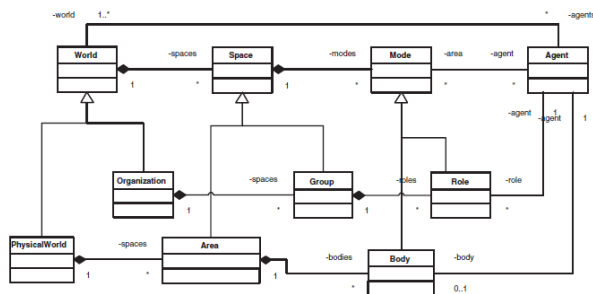 -world 1..* * -agents
World -spaces Space -modes Mode -area -agent Agent
1 * 1 * * *
-agent 1 1
-agent
Organization -spaces Group -roles Role -role
1 * 1 * *
PhysicalWorld -spaces Area -bodies Body -body
1 * 1 * 0..1